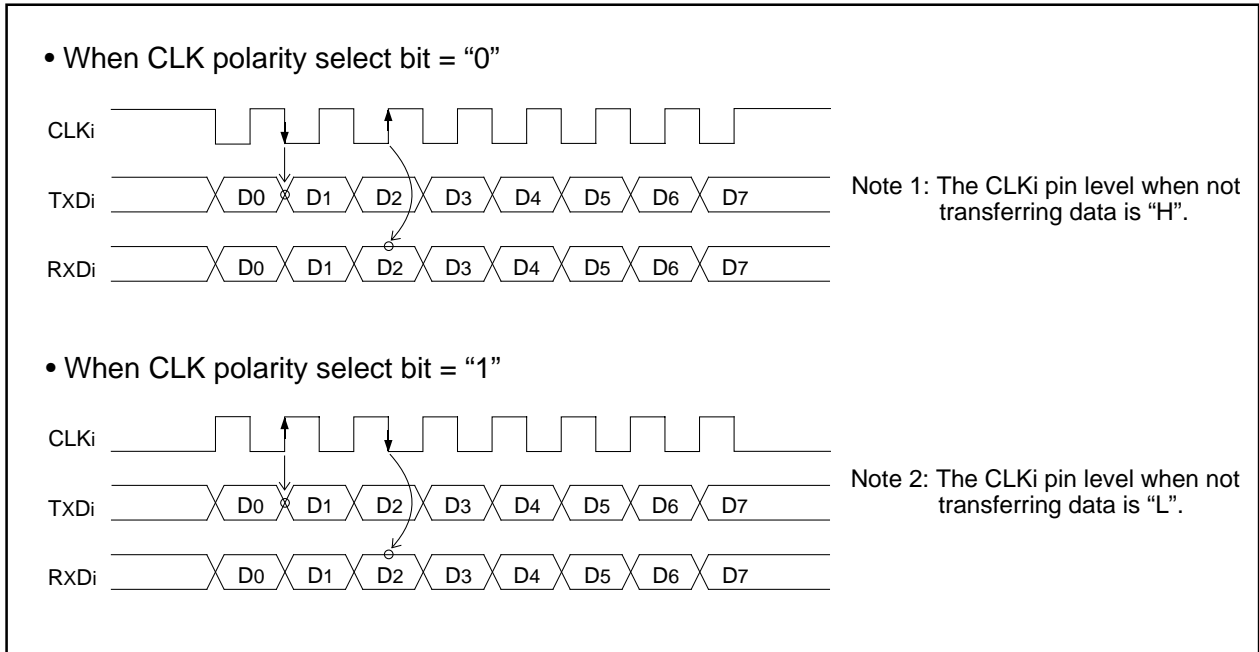 • When CLK polarity select bit = “0”
CLKi
TXDi D0 D1 D2 D3 D4 D5 D6 D7
RXDi D0 D1 D2 D3 D4 D5 D6 D7
Note 1: The CLKi pin level when not
transferring data is “H”.
• When CLK polarity select bit = “1”
CLKi
TXDi D0 D1 D2 D3 D4 D5 D6 D7
RXDi D0 D1 D2 D3 D4 D5 D6 D7
Note 2: The CLKi pin level when not
transferring data is “L”.